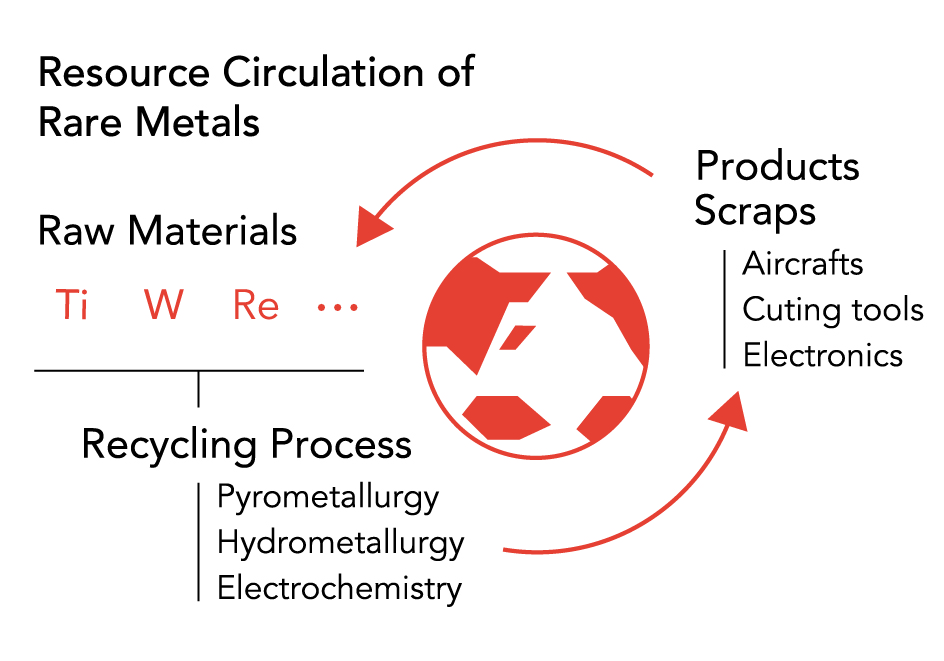 Resource Circulation of
Rare Metals
Raw Materials
Ti W Re ...
Recycling Process
Pyrometallurgy
Hydrometallurgy
Electrochemistry
Products
Scraps
Aircrafts
Cuting tools
Electronics